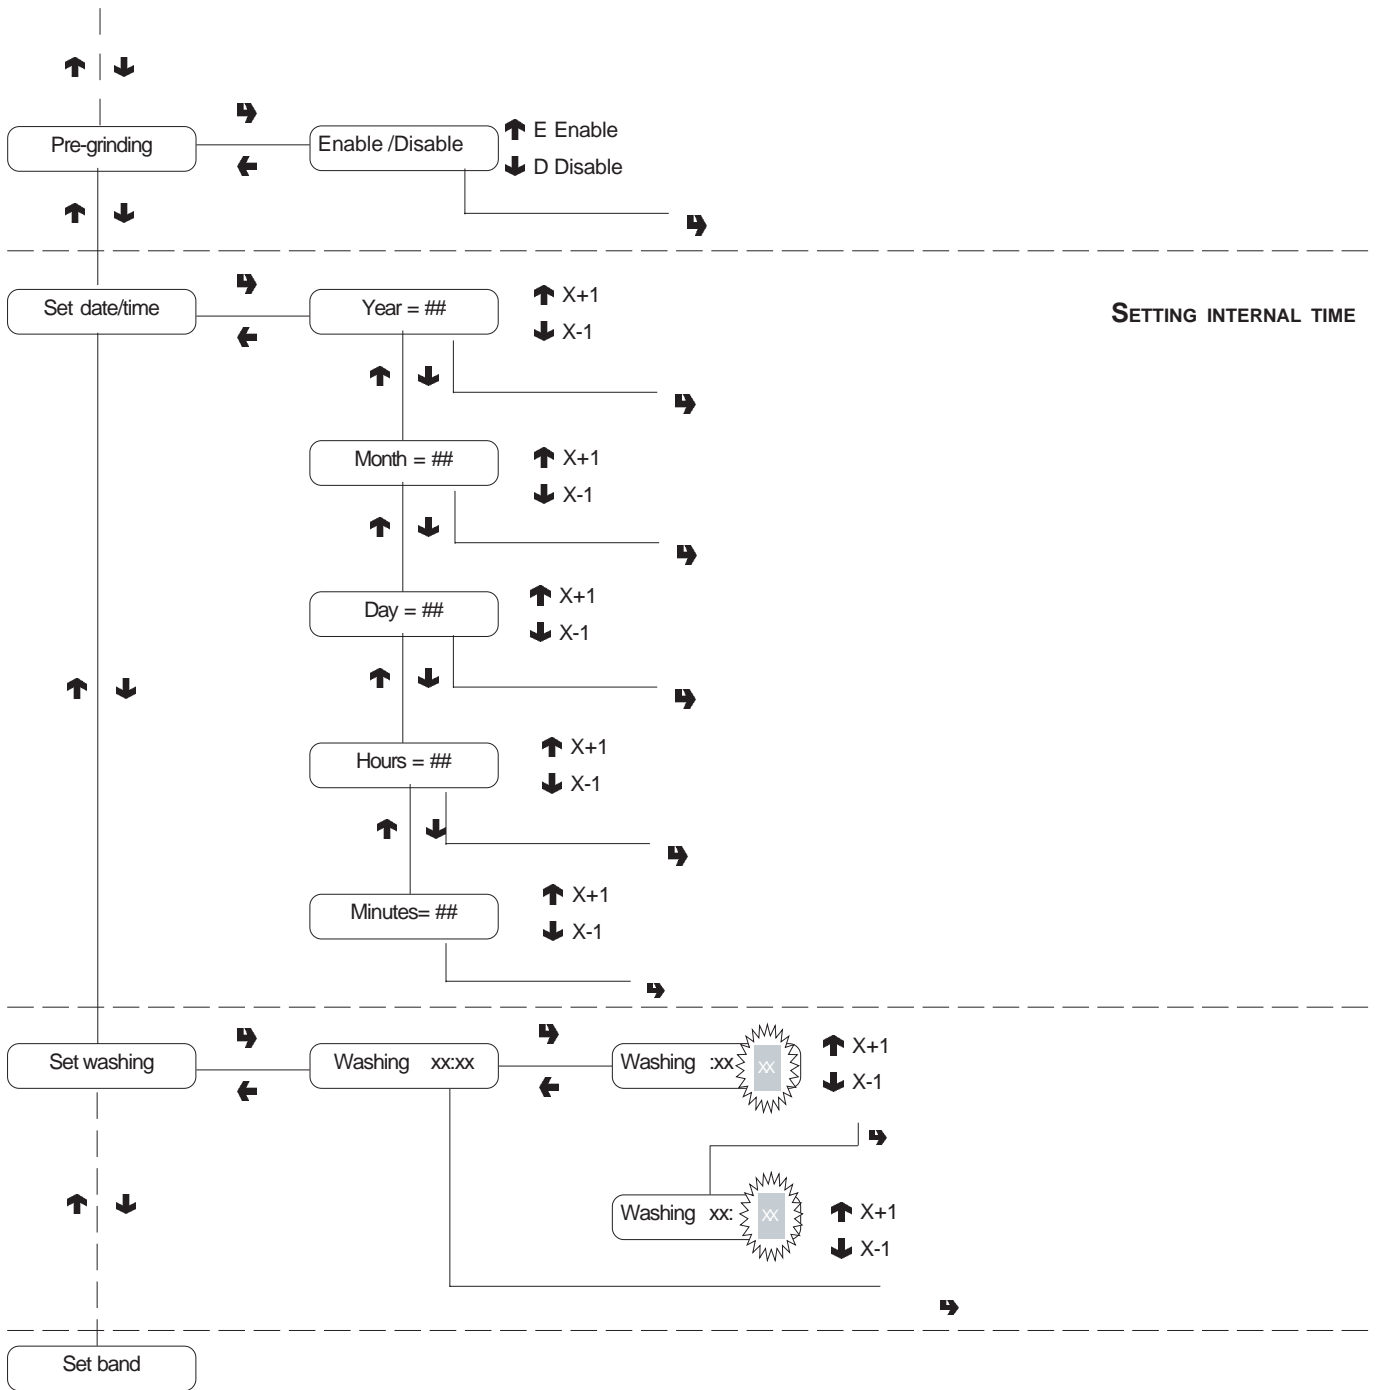 Pre-grinding
Enable /Disable
E Enable
D Disable
Set date/time
Year = ##
X+1
X-1
SETTING INTERNAL TIME
Month = ##
X+1
X-1
Day = ##
X+1
X-1
Hours = ##
X+1
X-1
Minutes= ##
X+1
X-1
Set washing
Washing xx:xx
Washing :xx xx
X+1
X-1
Washing xx: xx
X+1
X-1
Set band